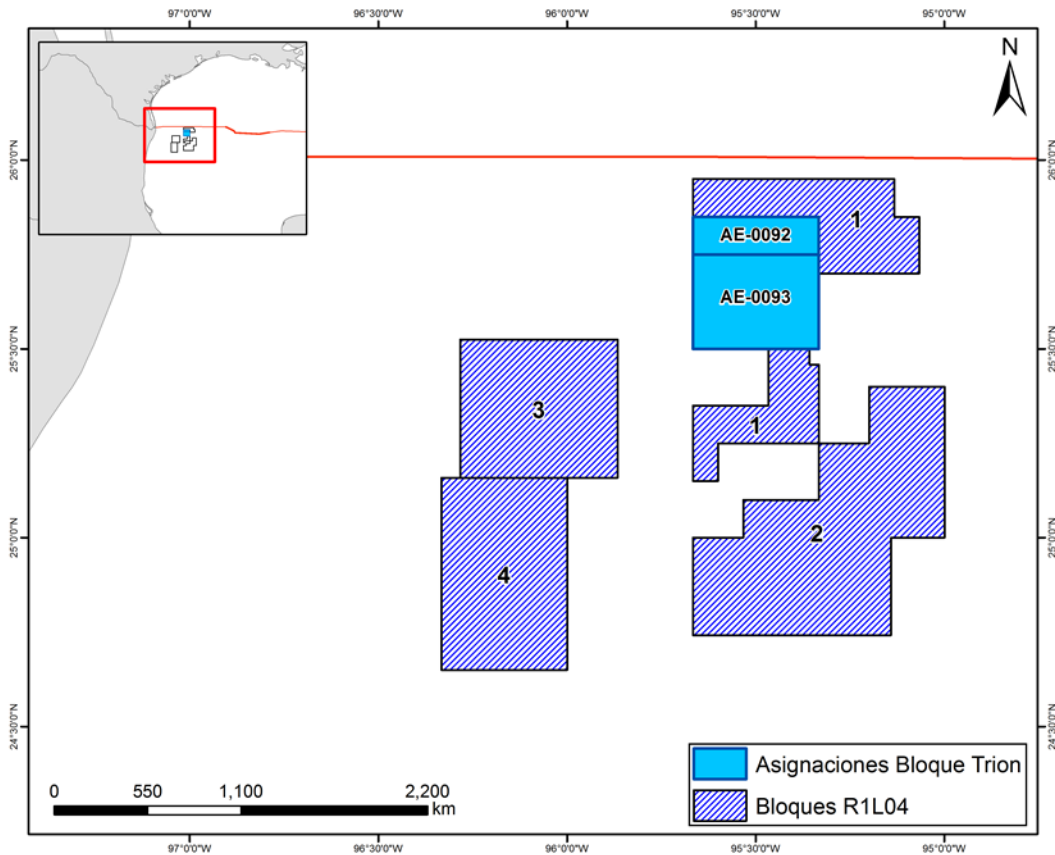 97°0'0"W 96°30'0"W 96°0'0"W 95°30'0"W 95°0'0"W
N
26°0'0"N 26°0'0"N
1
AE-0092
AE-0093
25°30'0"N 25°30'0"N
3
1
2
25°0'0"N 25°0'0"N
4
24°30'0"N 24°30'0"N
Asignaciones Bloque Trion
Bloques R1L04
0 550 1,100 2,200
km
97°0'0"W 96°30'0"W 96°0'0"W 95°30'0"W 95°0'0"W